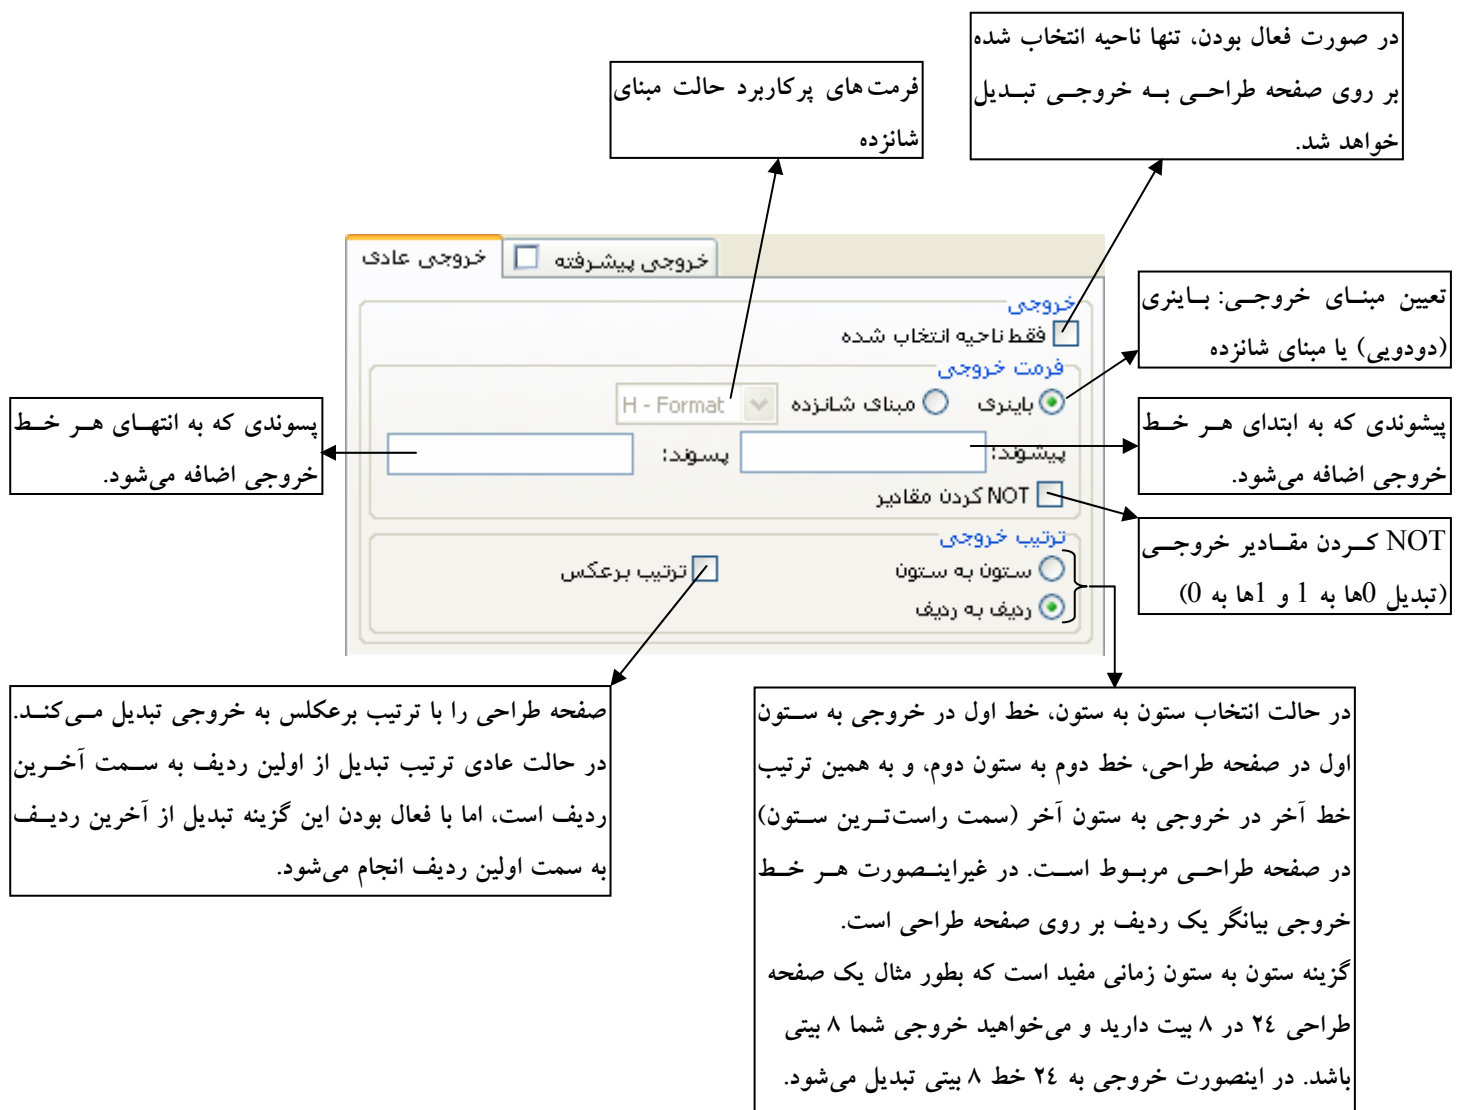 در صورت فعال بودن، تنها ناحیه انتخاب شده
بر روی صفحه طراحی به خروجی تبدیل
خواهد شد.
فرمت‌های پرکاربرد حالت مبنای
شانزده
خروجی عادی
خروجی پیشرفته
خروجی
فقط ناحیه انتخاب شده
فرمت خروجی
باینری
مبنای شانزده
H - Format
پیشوند:
پسوند:
NOT کردن مقادیر
ترتیب خروجی
ستون به ستون
ترتیب برعکس
ردیف به ردیف
تعیین مبنای خروجی: باینری
(دودویی) یا مبنای شانزده
پیشوندی که به ابتدای هر خط
خروجی اضافه می‌شود.
NOT کردن مقادیر خروجی
(تبدیل 0ها به 1 و 1ها به 0)
پسوندی که به انتهای هر خط
خروجی اضافه می‌شود.
در حالت انتخاب ستون به ستون، خط اول در خروجی به ستون
اول در صفحه طراحی، خط دوم به ستون دوم، و به همین ترتیب
خط آخر در خروجی به ستون آخر (سمت راست‌ترین ستون)
در صفحه طراحی مربوط است. در غیراینصورت هر خط
خروجی بیانگر یک ردیف بر روی صفحه طراحی است.
گزینه ستون به ستون زمانی مفید است که بطور مثال یک صفحه
طراحی ٢٤ در ٨ بیت دارید و می‌خواهید خروجی شما ٨ بیتی
باشد. در اینصورت خروجی به ٢٤ خط ٨ بیتی تبدیل می‌شود.
صفحه طراحی را با ترتیب برعکلس به خروجی تبدیل می‌کند.
در حالت عادی ترتیب تبدیل از اولین ردیف به سمت آخرین
ردیف است، اما با فعال بودن این گزینه تبدیل از آخرین ردیف
به سمت اولین ردیف انجام می‌شود.